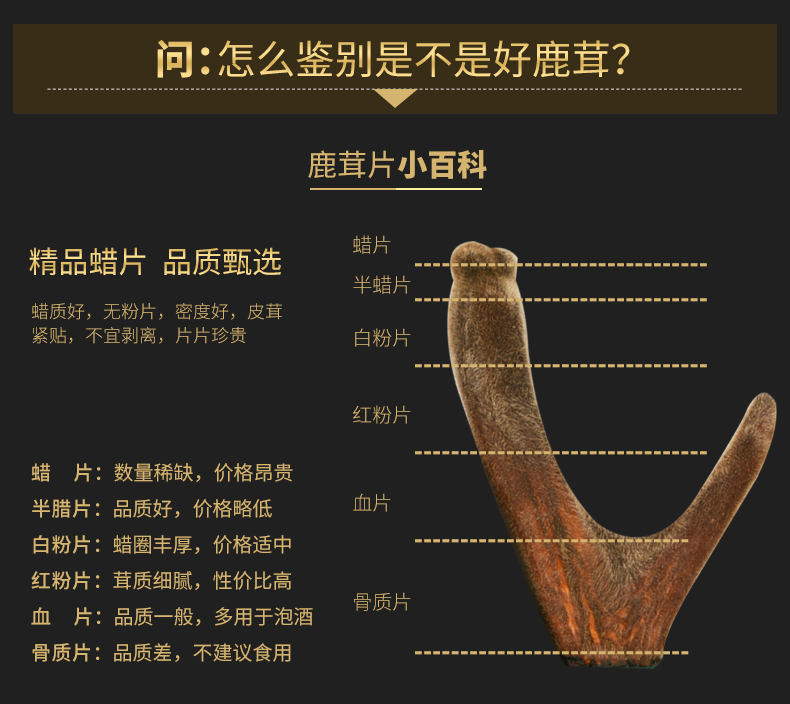 问：怎么鉴别是不是好鹿茸？
鹿茸片小百科
精品蜡片 品质甄选
蜡质好，无粉片，密度好，皮茸
紧贴，不宜剥离，片片珍贵
蜡片
半蜡片
白粉片
红粉片
血片
骨质片
蜡 片：数量稀缺，价格昂贵
半腊片：品质好，价格略低
白粉片：蜡圈丰厚，价格适中
红粉片：茸质细腻，性价比高
血 片：品质一般，多用于泡酒
骨质片：品质差，不建议食用